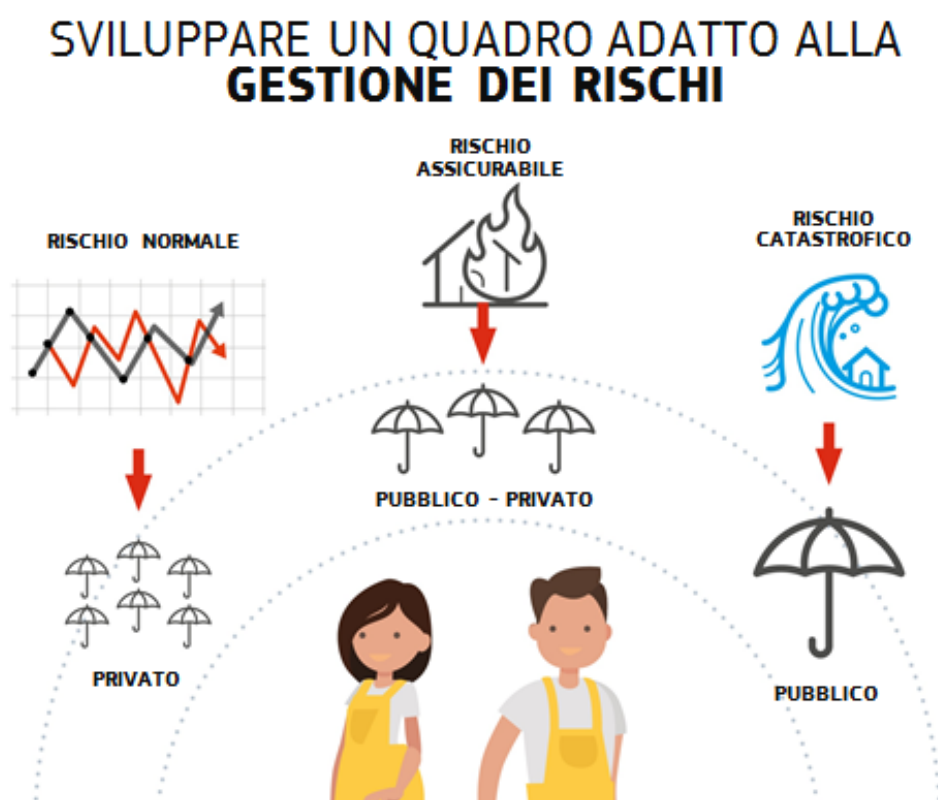 SVILUPPARE UN QUADRO ADATTO ALLA
GESTIONE DEI RISCHI
RISCHIO
ASSICURABILE
RISCHIO NORMALE
RISCHIO
CATASTROFICO
PUBBLICO - PRIVATO
PRIVATO
PUBBLICO